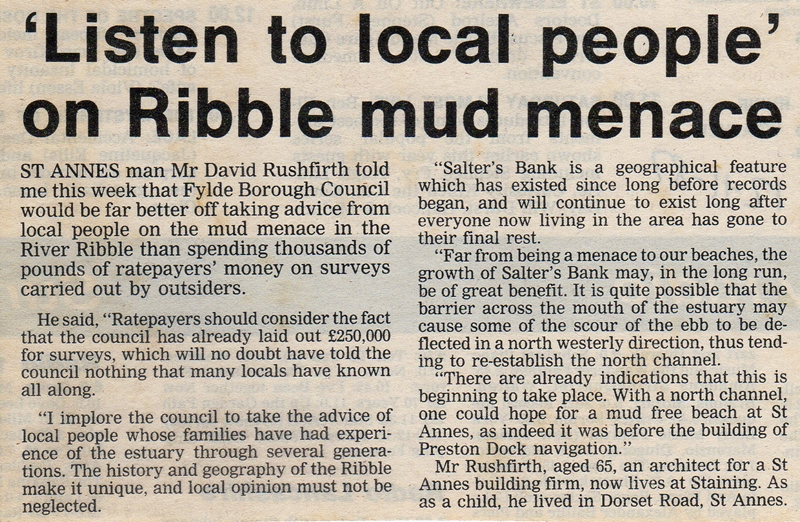 ‘Listen to local people’
on Ribble mud menace
ST ANNES man Mr David Rushfirth told
me this week that Fylde Borough Council
would be far better off taking advice from
local people on the mud menace in the
River Ribble than spending thousands of
pounds of ratepayers’ money on surveys
carried out by outsiders.
He said, “Ratepayers should consider the fact
that the council has already laid out £250,000
for surveys, which will no doubt have told the
council nothing that many locals have known
all along.
“I implore the council to take the advice of
local people whose families have had experi-
ence of the estuary through several genera-
tions. The history and geography of the Ribble
make it unique, and local opinion must not be
neglected.
“Salter’s Bank is a geographical feature
which has existed since long before records
began, and will continue to exist long after
everyone now living in the area has gone to
their final rest.
“Far from being a menace to our beaches, the
growth of Salter’s Bank may, in the long run,
be of great benefit. It is quite possible that the
barrier across the mouth of the estuary may
cause some of the scour of the ebb to be de-
flected in a north westerly direction, thus tend-
ing to re-establish the north channel.
“There are already indications that this is
beginning to take place. With a north channel,
one could hope for a mud free beach at St
Annes, as indeed it was before the building of
Preston Dock navigation.”
Mr Rushfirth, aged 65, an architect for a St
Annes building firm, now lives at Staining. As
as a child, he lived in Dorset Road, St Annes.